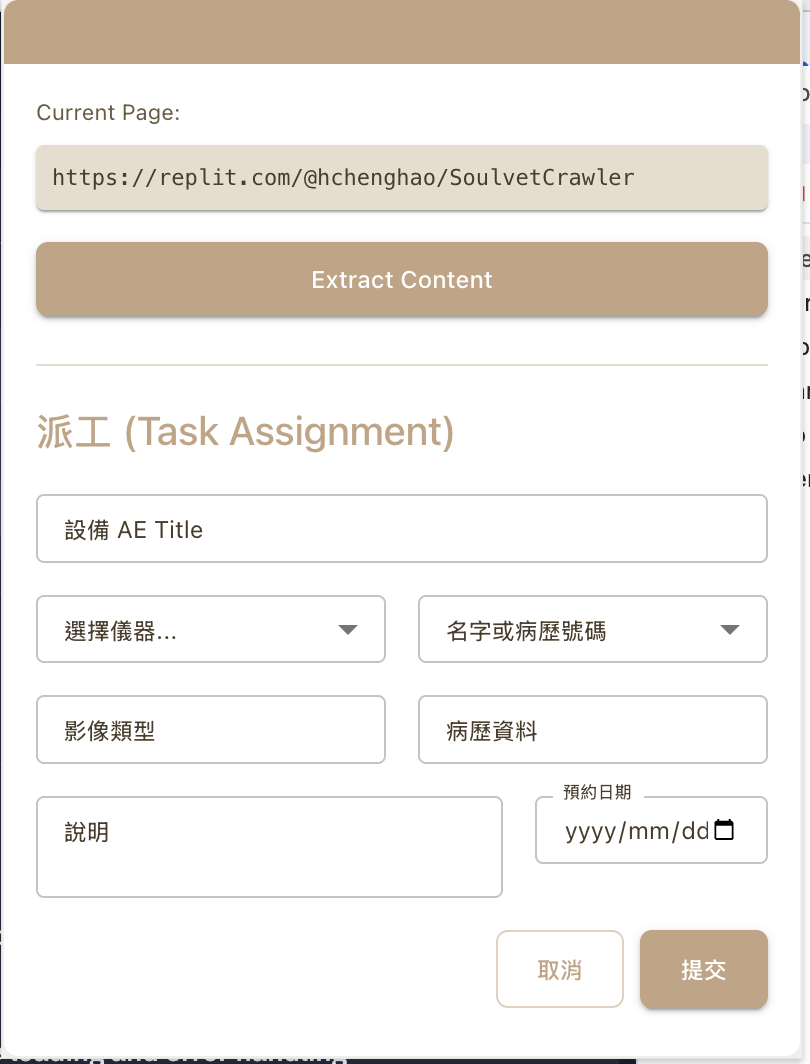 Current Page:
https://replit.com/@hchenghao/SoulvetCrawler
Extract Content
派工 (Task Assignment)
設備 AE Title
選擇儀器...
名字或病歷號碼
影像類型
病歷資料
說明
預約日期
yyyy/mm/dd
取消
提交